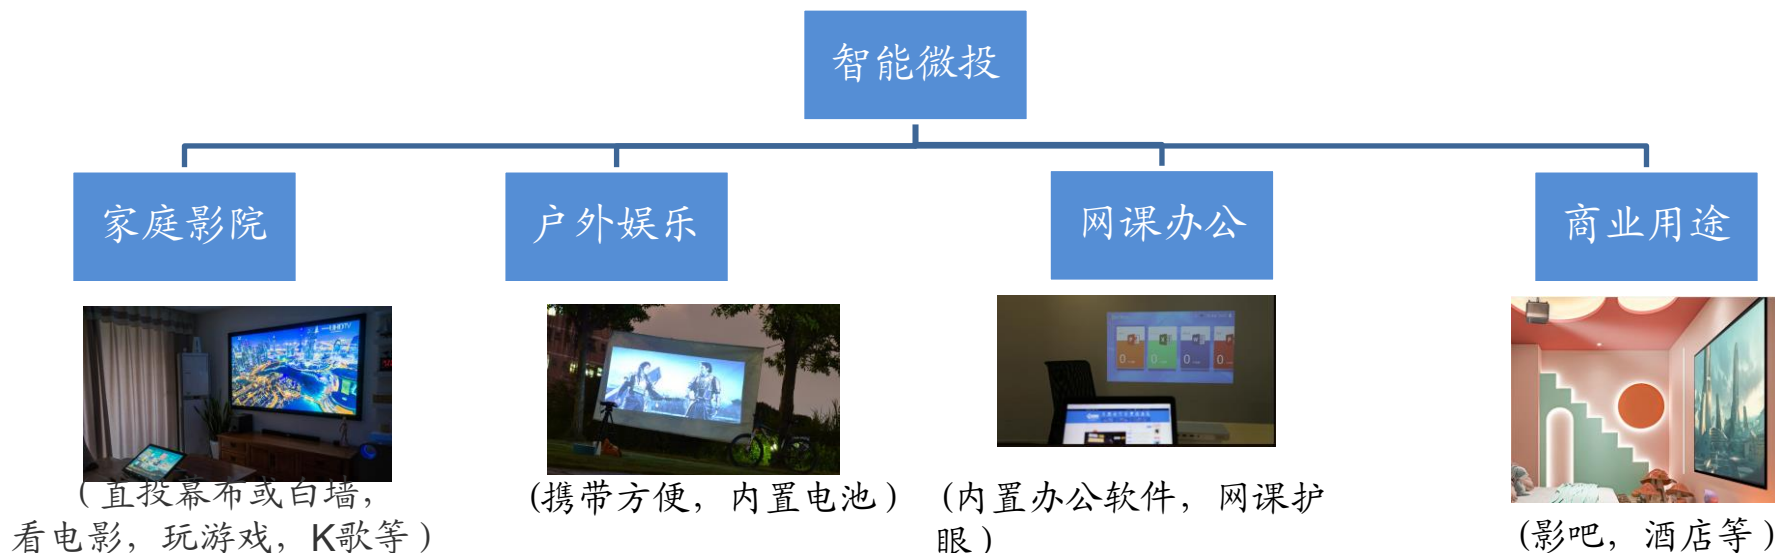 智能微投
家庭影院
户外娱乐
网课办公
商业用途
（直投幕布或白墙，
看电影，玩游戏，K歌等）
(携带方便，内置电池）
(内置办公软件，网课护
眼）
(影吧，酒店等）